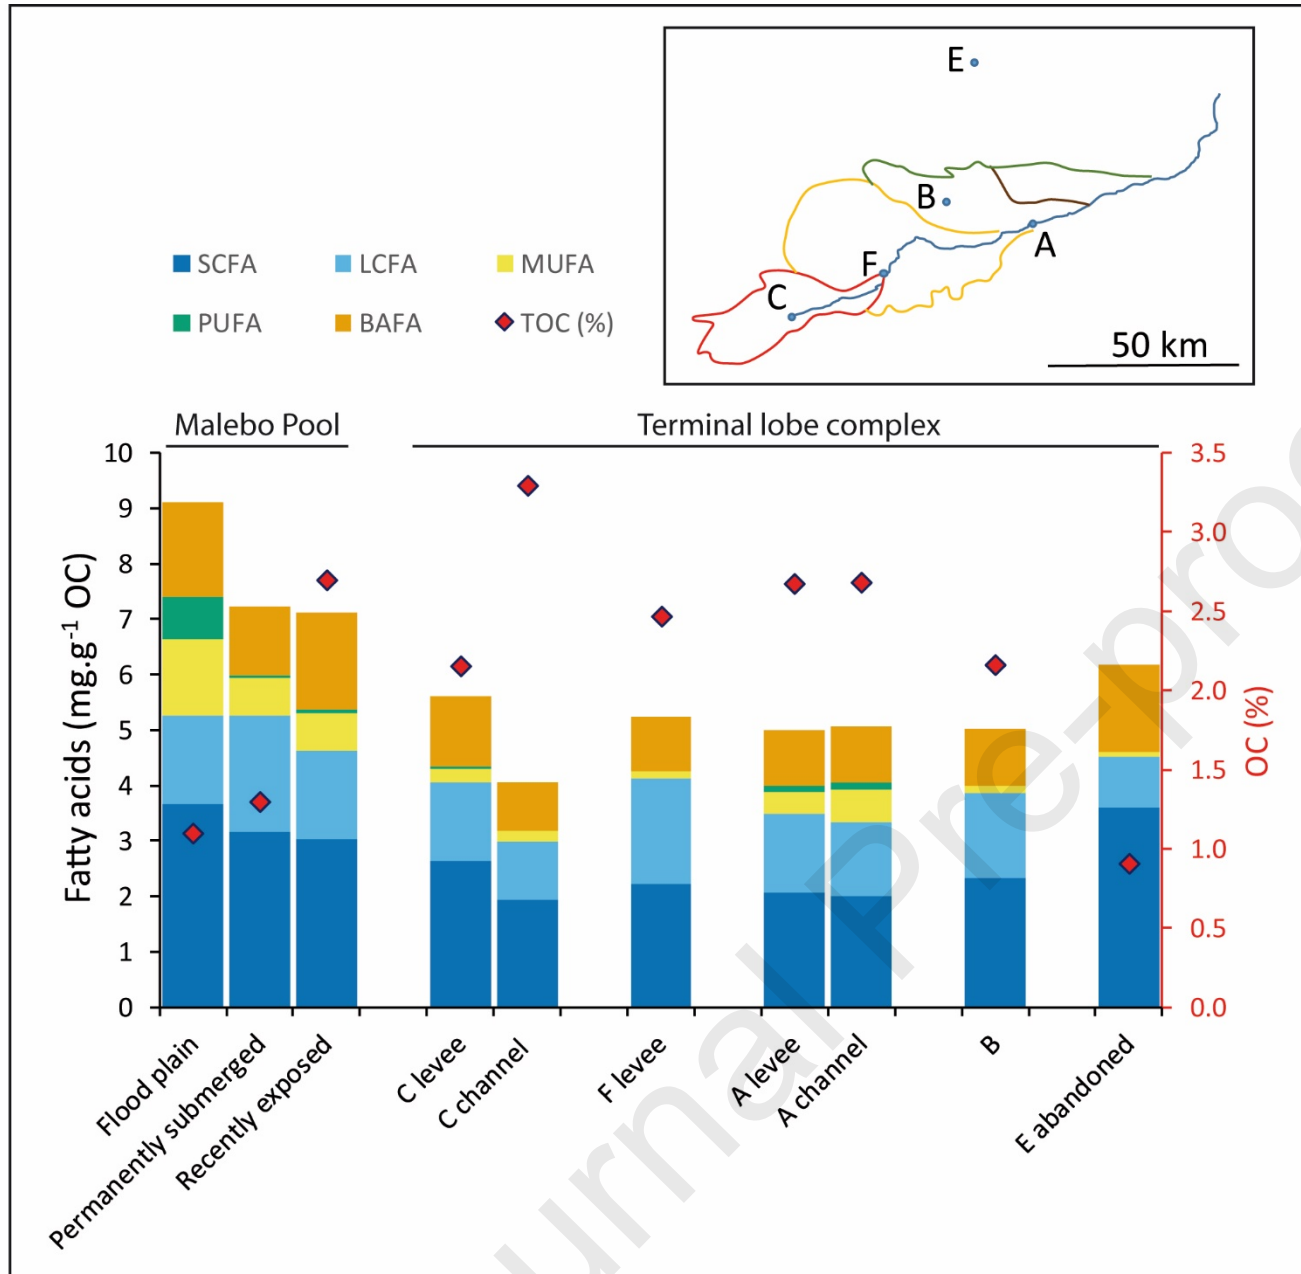 E
B
A
F
C
50 km
SCFA
LCFA
MUFA
PUFA
BAFA
TOC (%)
Malebo Pool
Terminal lobe complex
Fatty acids (mg.g⁻¹ OC)
10
9
8
7
6
5
4
3
2
1
0
3.5
3.0
2.5
2.0
1.5
1.0
0.5
0.0
OC (%)
Flood plain
Permanently submerged
Recently exposed
C levee
C channel
F levee
A levee
A channel
B
E abandoned
urnal Pre-proo